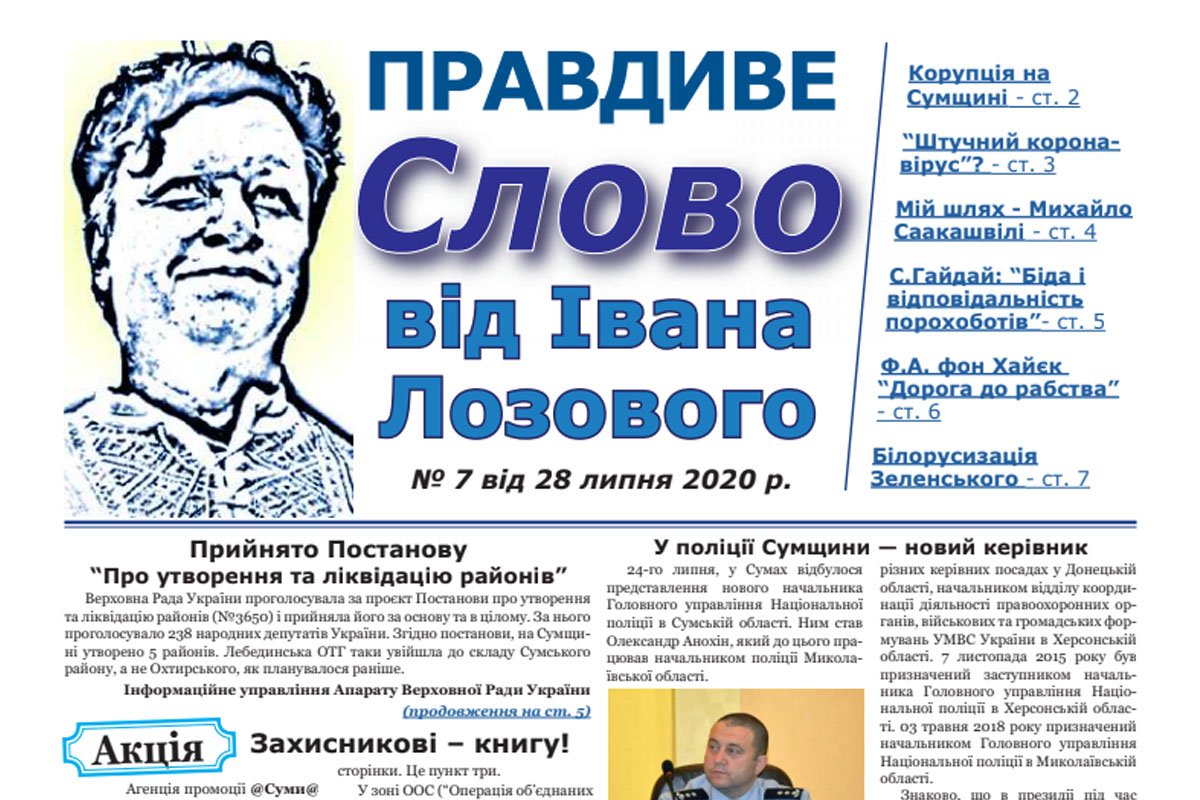 ПРАВДИВЕ
Слово
від Івана
Лозового
№ 7 від 28 липня 2020 р.
Корупція на
Сумщині - ст. 2
“Штучний корона-
вірус”? - ст. 3
Мій шлях - Михайло
Саакашвілі - ст. 4
С.Гайдай: “Біда і
відповідальність
порохоботів”- ст. 5
Ф.А. фон Хайєк
“Дорога до рабства”
- ст. 6
Білорусизація
Зеленського - ст. 7
Прийнято Постанову
“Про утворення та ліквідацію районів”
Верховна Рада України проголосувала за проєкт Постанови про утворення
та ліквідацію районів (№3650) і прийняла його за основу та в цілому. За нього
проголосувало 238 народних депутатів України. Згідно постанови, на Сумщи-
ні утворено 5 районів. Лебединська ОТГ таки увійшла до складу Сумського
району, а не Охтирського, як планувалося раніше.
Інформаційне управління Апарату Верховної Ради України
(продовження на ст. 5)
Акція
Захисникові – книгу!
Агенція промоції @Суми@
сторінки. Це пункт три.
У зоні ООС (“Операція об’єднаних
У поліції Сумщини — новий керівник
24-го липня, у Сумах відбулося
представлення нового начальника
Головного управління Національної
поліції в Сумській області. Ним став
Олександр Анохін, який до цього пра-
цював начальником поліції Микола-
ївської області.
різних керівних посадах у Донецькій
області, начальником відділу коорди-
нації діяльності правоохоронних ор-
ганів, військових та громадських фор-
мувань УМВС України в Херсонській
області. 7 листопада 2015 року був
призначений заступником началь-
ника Головного управління Націо-
нальної поліції в Херсонській облас-
ті. 03 травня 2018 року призначений
начальником Головного управління
Національної поліції в Миколаївській
області.
Знаково, що в президії під час